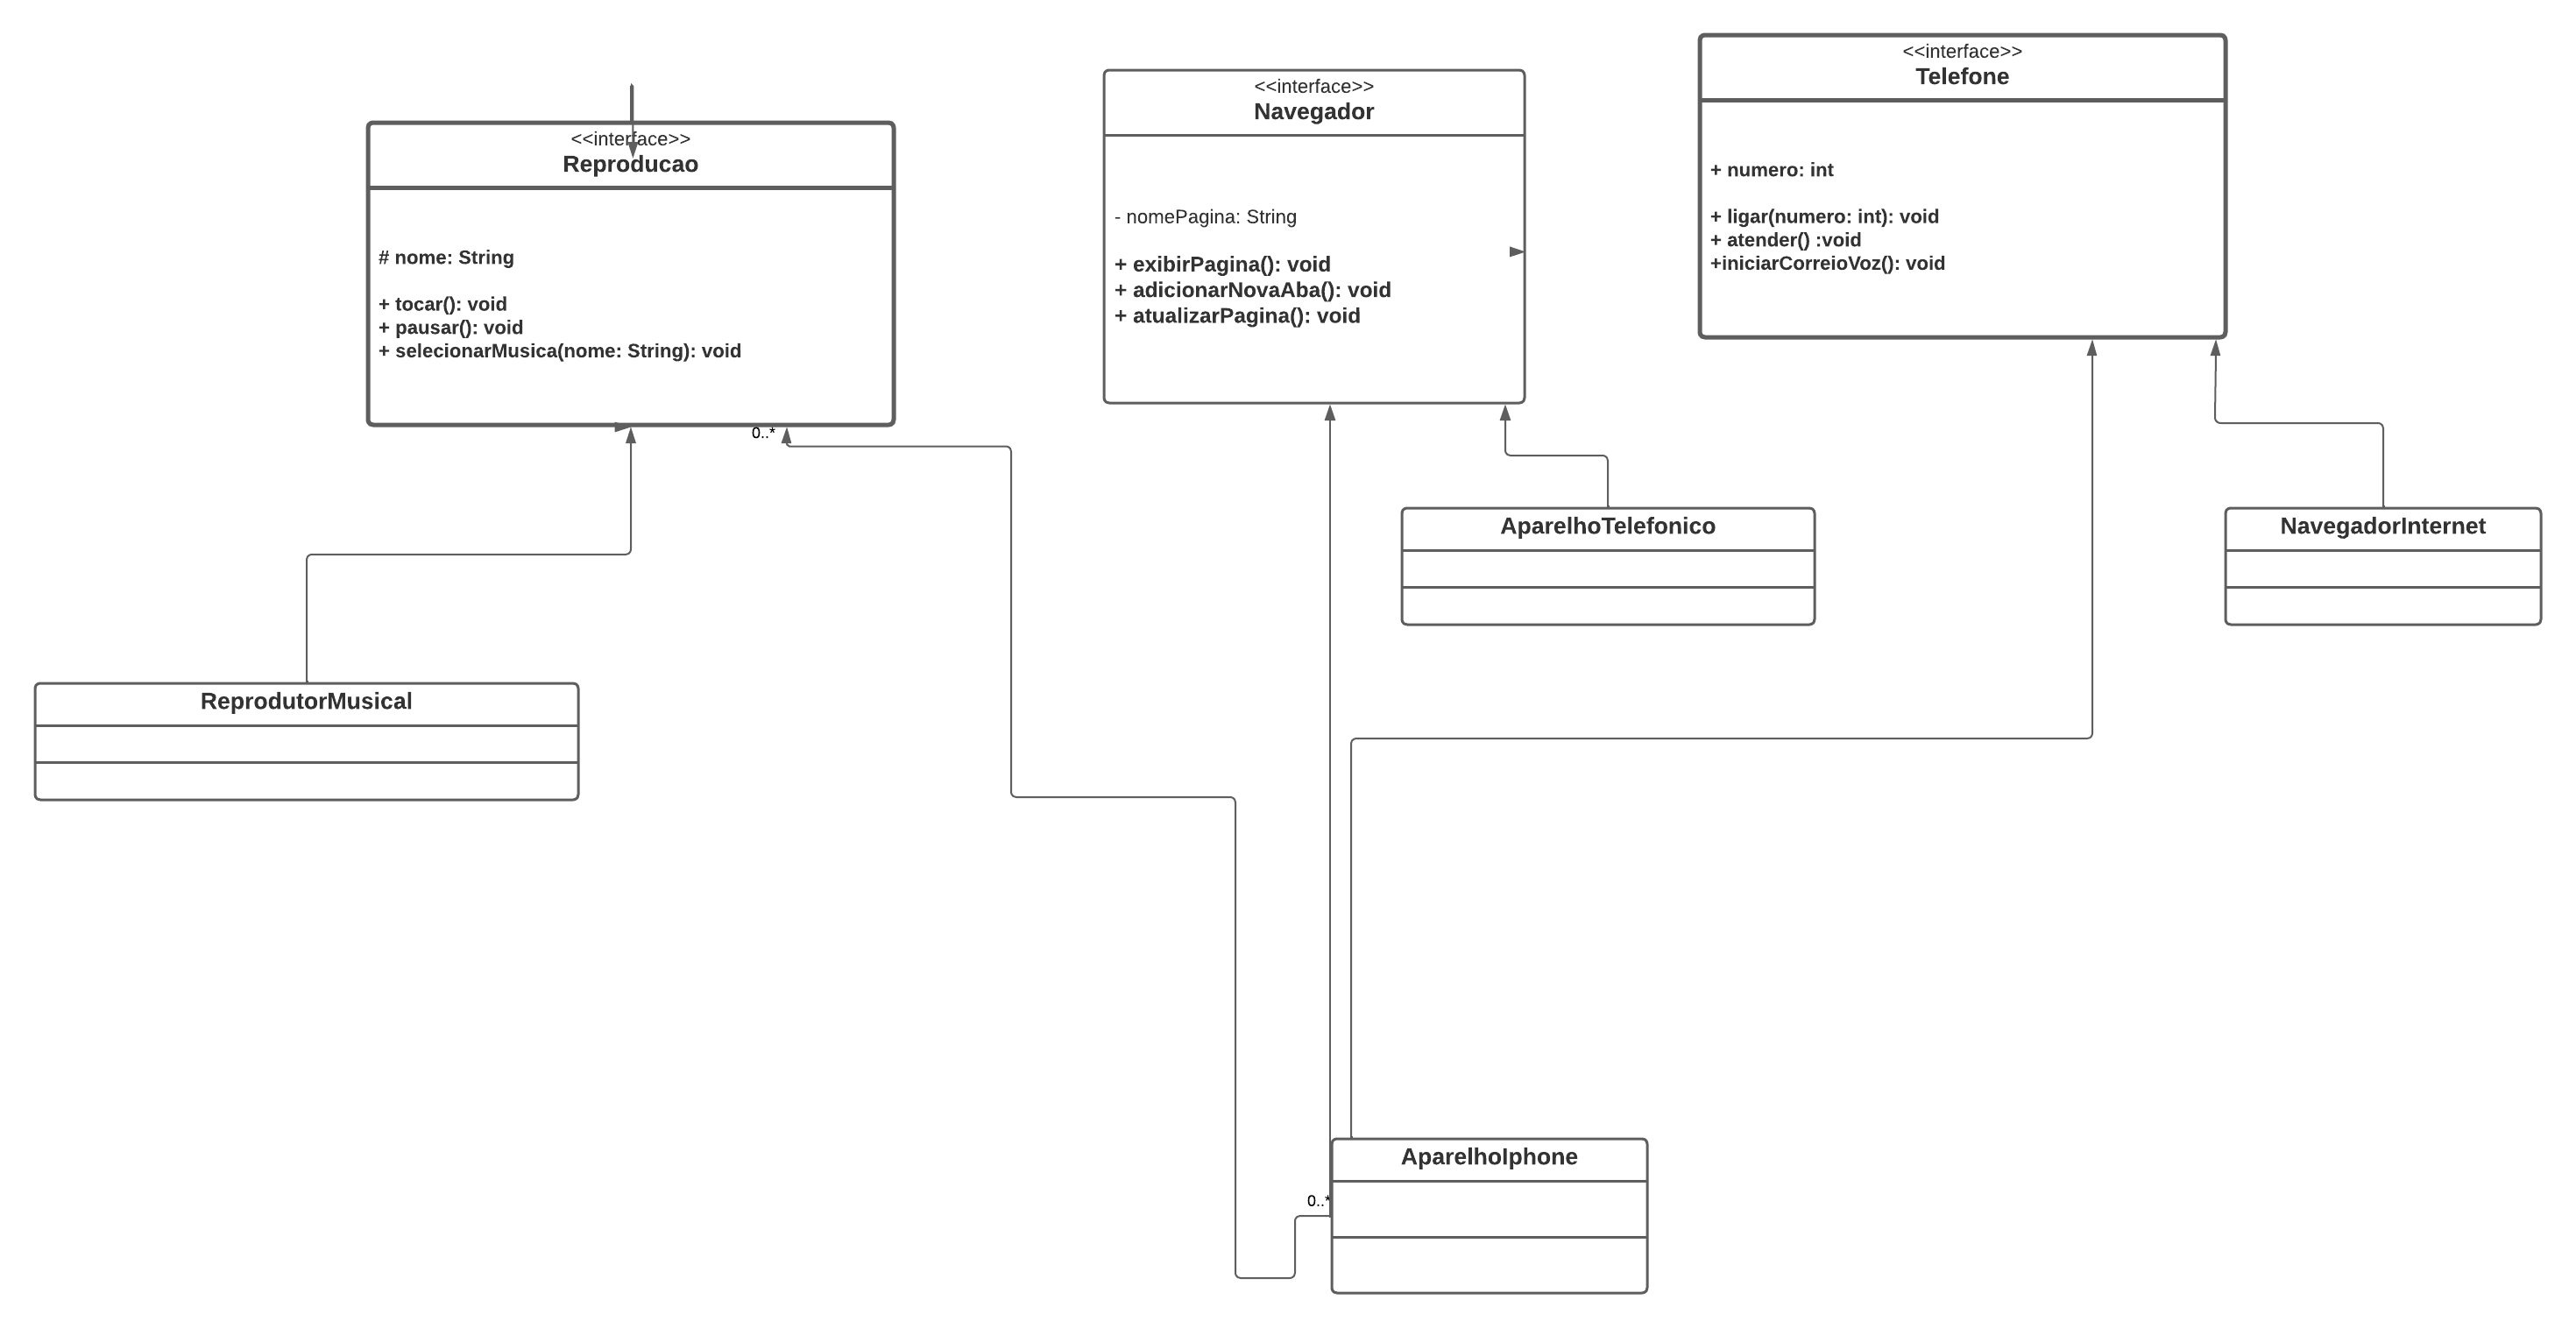 <<interface>>
Reproducao
# nome: String
+ tocar(): void
+ pausar(): void
+ selecionarMusica(nome: String): void
0..*
<<interface>>
Navegador
- nomePagina: String
+ exibirPagina(): void
+ adicionarNovaAba(): void
+ atualizarPagina(): void
<<interface>>
Telefone
+ numero: int
+ ligar(numero: int): void
+ atender() :void
+iniciarCorreioVoz(): void
AparelhoTelefonico
NavegadorInternet
ReprodutorMusical
AparelhoIphone
0..*